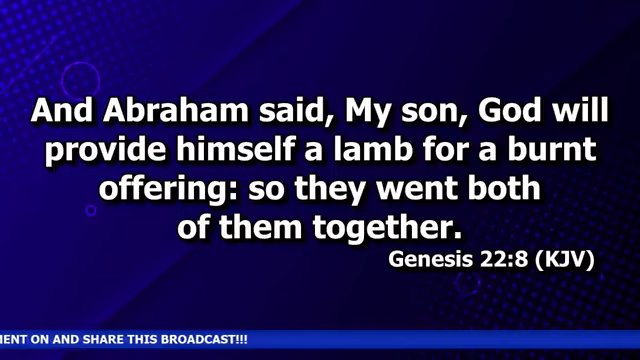 And Abraham said, My son, God will
provide himself a lamb for a burnt
offering: so they went both
of them together.
Genesis 22:8 (KJV)
ON AND SHARE THIS BROADCAST!!!